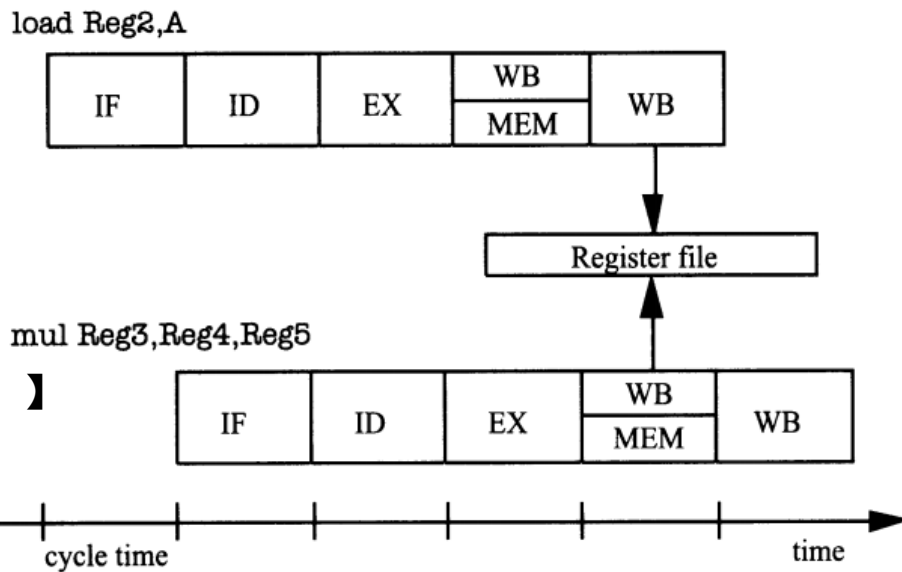 load Reg2,A
IF ID EX WB MEM WB
Register file
mul Reg3,Reg4,Reg5
】
IF ID EX WB MEM WB
cycle time time